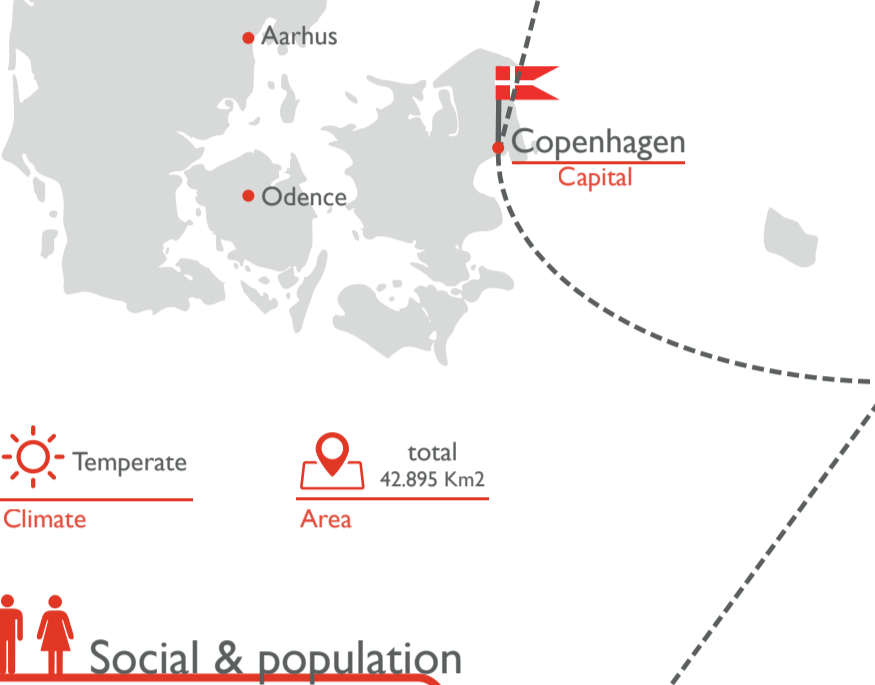 Aarhus
Copenhagen
Capital
Odence
Temperate
Climate
total
42.895 Km2
Area
Social & population